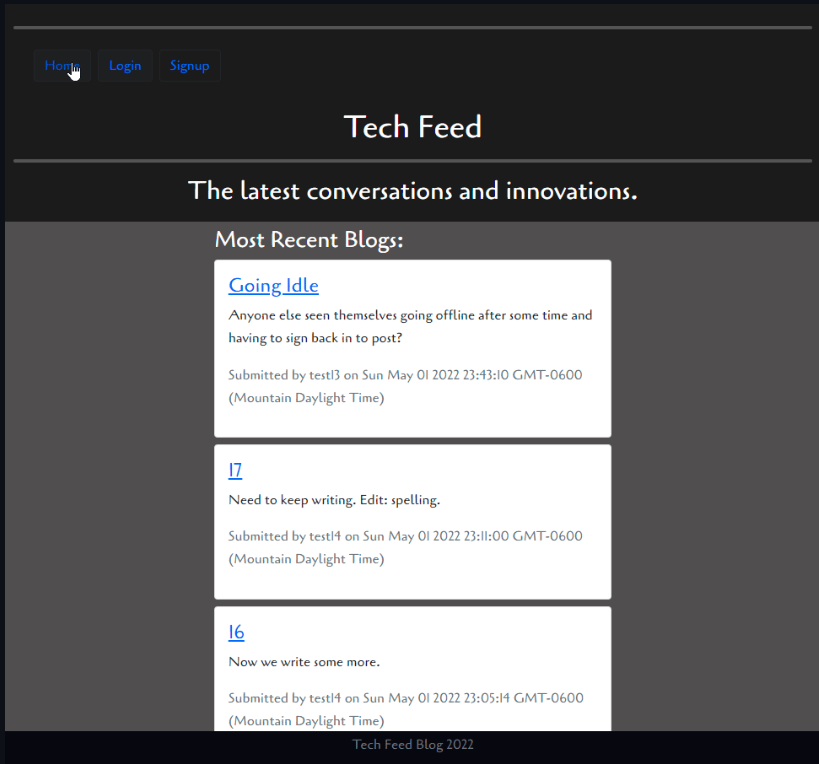 Home Login Signup
Tech Feed
The latest conversations and innovations.
Most Recent Blogs:
Going Idle
Anyone else seen themselves going offline after some time and
having to sign back in to post?
Submitted by test13 on Sun May 01 2022 23:43:10 GMT-0600
(Mountain Daylight Time)
17
Need to keep writing. Edit: spelling.
Submitted by test14 on Sun May 01 2022 23:11:00 GMT-0600
(Mountain Daylight Time)
16
Now we write some more.
Submitted by test14 on Sun May 01 2022 23:05:14 GMT-0600
(Mountain Daylight Time)
Tech Feed Blog 2022